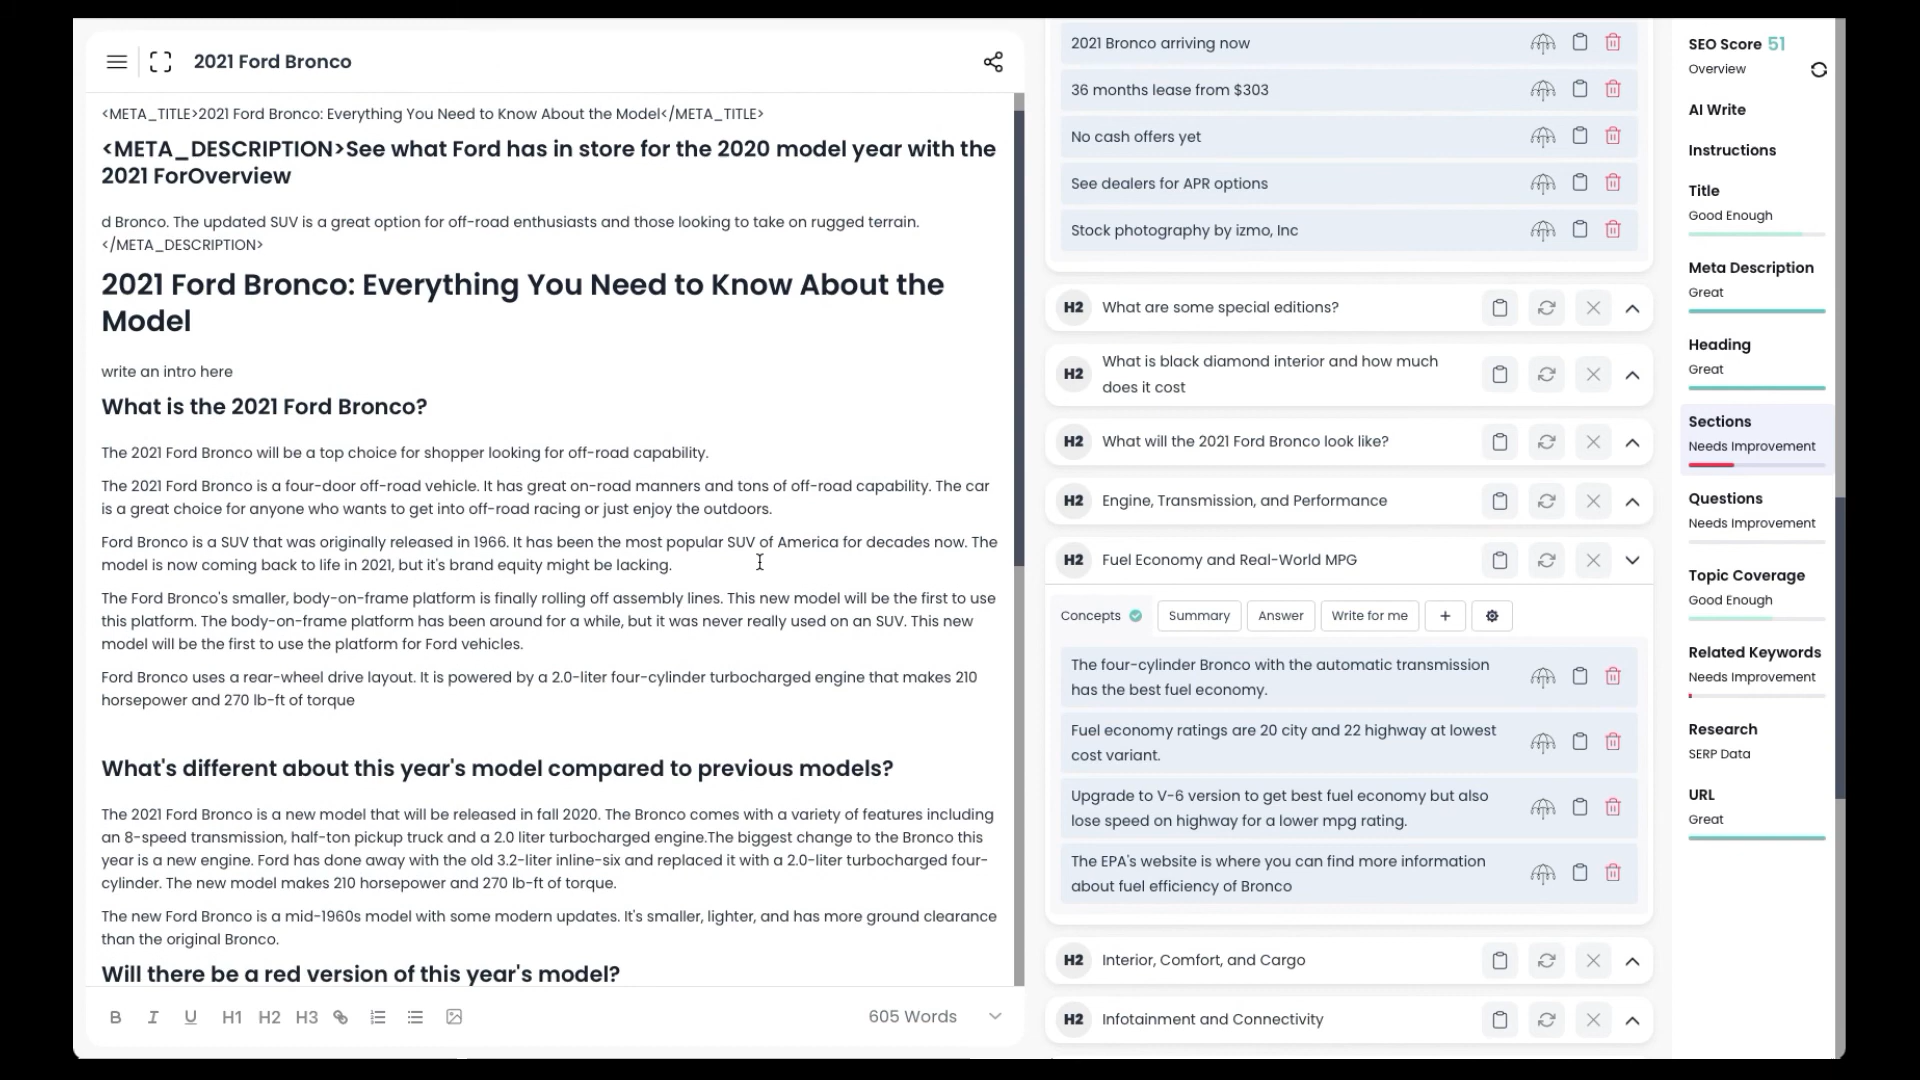 2021 Ford Bronco
<META_TITLE>2021 Ford Bronco: Everything You Need to Know About the Model</META_TITLE>
<META_DESCRIPTION>See what Ford has in store for the 2020 model year with the
2021 ForOverview
d Bronco. The updated SUV is a great option for off-road enthusiasts and those looking to take on rugged terrain.
</META_DESCRIPTION>
2021 Ford Bronco: Everything You Need to Know About the
Model
write an intro here
What is the 2021 Ford Bronco?
The 2021 Ford Bronco will be a top choice for shopper looking for off-road capability.
The 2021 Ford Bronco is a four-door off-road vehicle. It has great on-road manners and tons of off-road capability. The car
is a great choice for anyone who wants to get into off-road racing or just enjoy the outdoors.
Ford Bronco is a SUV that was originally released in 1966. It has been the most popular SUV of America for decades now. The
model is now coming back to life in 2021, but it's brand equity might be lacking.
The Ford Bronco's smaller, body-on-frame platform is finally rolling off assembly lines. This new model will be the first to use
this platform. The body-on-frame platform has been around for a while, but it was never really used on an SUV. This new
model will be the first to use the platform for Ford vehicles.
Ford Bronco uses a rear-wheel drive layout. It is powered by a 2.0-liter four-cylinder turbocharged engine that makes 210
horsepower and 270 lb-ft of torque
What's different about this year's model compared to previous models?
The 2021 Ford Bronco is a new model that will be released in fall 2020. The Bronco comes with a variety of features including
an 8-speed transmission, half-ton pickup truck and a 2.0 liter turbocharged engine.The biggest change to the Bronco this
year is a new engine. Ford has done away with the old 3.2-liter inline-six and replaced it with a 2.0-liter turbocharged four-
cylinder. The new model makes 210 horsepower and 270 lb-ft of torque.
The new Ford Bronco is a mid-1960s model with some modern updates. It's smaller, lighter, and has more ground clearance
than the original Bronco.
Will there be a red version of this year's model?
B I U H1 H2 H3
605 Words
2021 Bronco arriving now
36 months lease from $303
No cash offers yet
See dealers for APR options
Stock photography by izmo, Inc
H2 What are some special editions?
H2 What is black diamond interior and how much
does it cost
H2 What will the 2021 Ford Bronco look like?
H2 Engine, Transmission, and Performance
H2 Fuel Economy and Real-World MPG
Concepts Summary Answer Write for me +
The four-cylinder Bronco with the automatic transmission
has the best fuel economy.
Fuel economy ratings are 20 city and 22 highway at lowest
cost variant.
Upgrade to V-6 version to get best fuel economy but also
lose speed on highway for a lower mpg rating.
The EPA's website is where you can find more information
about fuel efficiency of Bronco
H2 Interior, Comfort, and Cargo
H2 Infotainment and Connectivity
SEO Score 51
Overview
AI Write
Instructions
Title
Good Enough
Meta Description
Great
Heading
Great
Sections
Needs Improvement
Questions
Needs Improvement
Topic Coverage
Good Enough
Related Keywords
Needs Improvement
Research
SERP Data
URL
Great